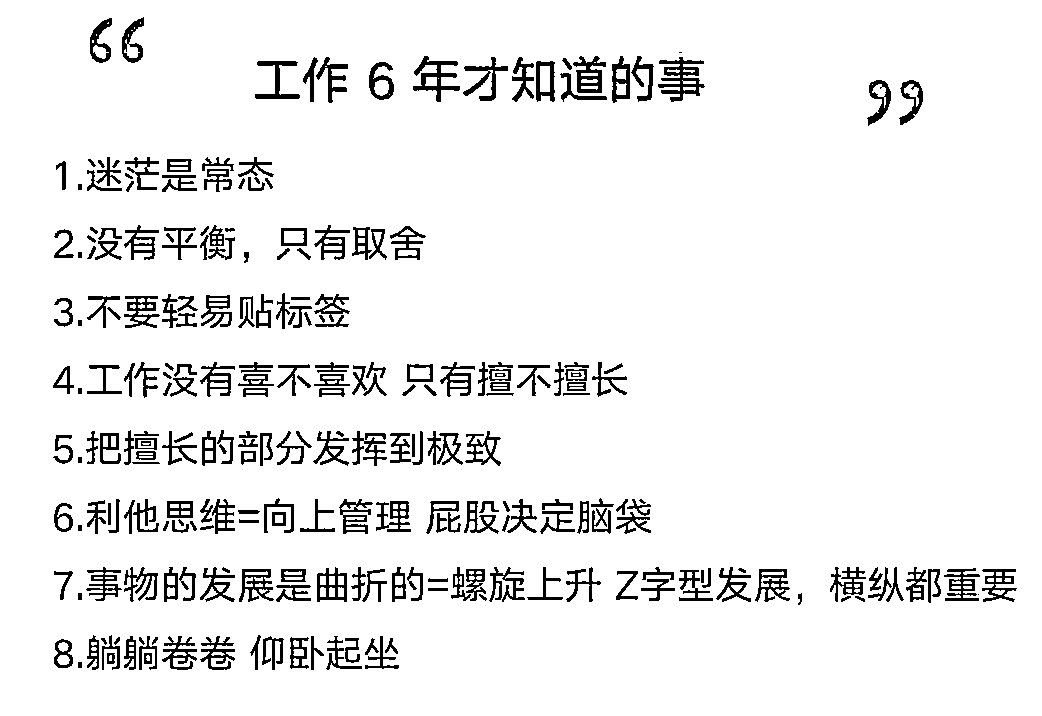 “
工作 6 年才知道的事
”
1.迷茫是常态
2.没有平衡，只有取舍
3.不要轻易贴标签
4.工作没有喜不喜欢 只有擅不擅长
5.把擅长的部分发挥到极致
6.利他思维=向上管理 屁股决定脑袋
7.事物的发展是曲折的=螺旋上升 Z字型发展，横纵都重要
8.躺躺卷卷 仰卧起坐